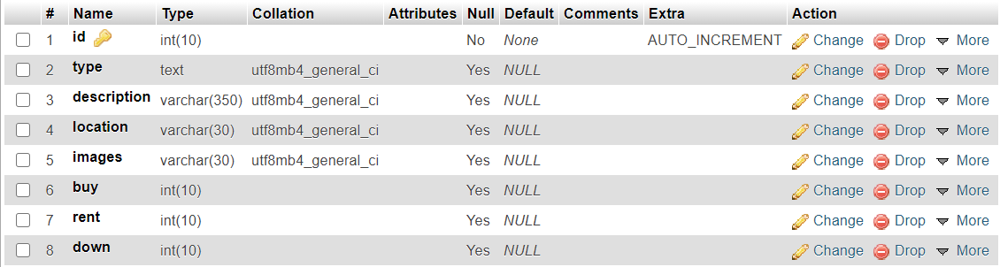 # Name Type Collation Attributes Null Default Comments Extra Action
1 id int(10) No None AUTO_INCREMENT Change Drop More
2 type text utf8mb4_general_ci Yes NULL Change Drop More
3 description varchar(350) utf8mb4_general_ci Yes NULL Change Drop More
4 location varchar(30) utf8mb4_general_ci Yes NULL Change Drop More
5 images varchar(30) utf8mb4_general_ci Yes NULL Change Drop More
6 buy int(10) Yes NULL Change Drop More
7 rent int(10) Yes NULL Change Drop More
8 down int(10) Yes NULL Change Drop More